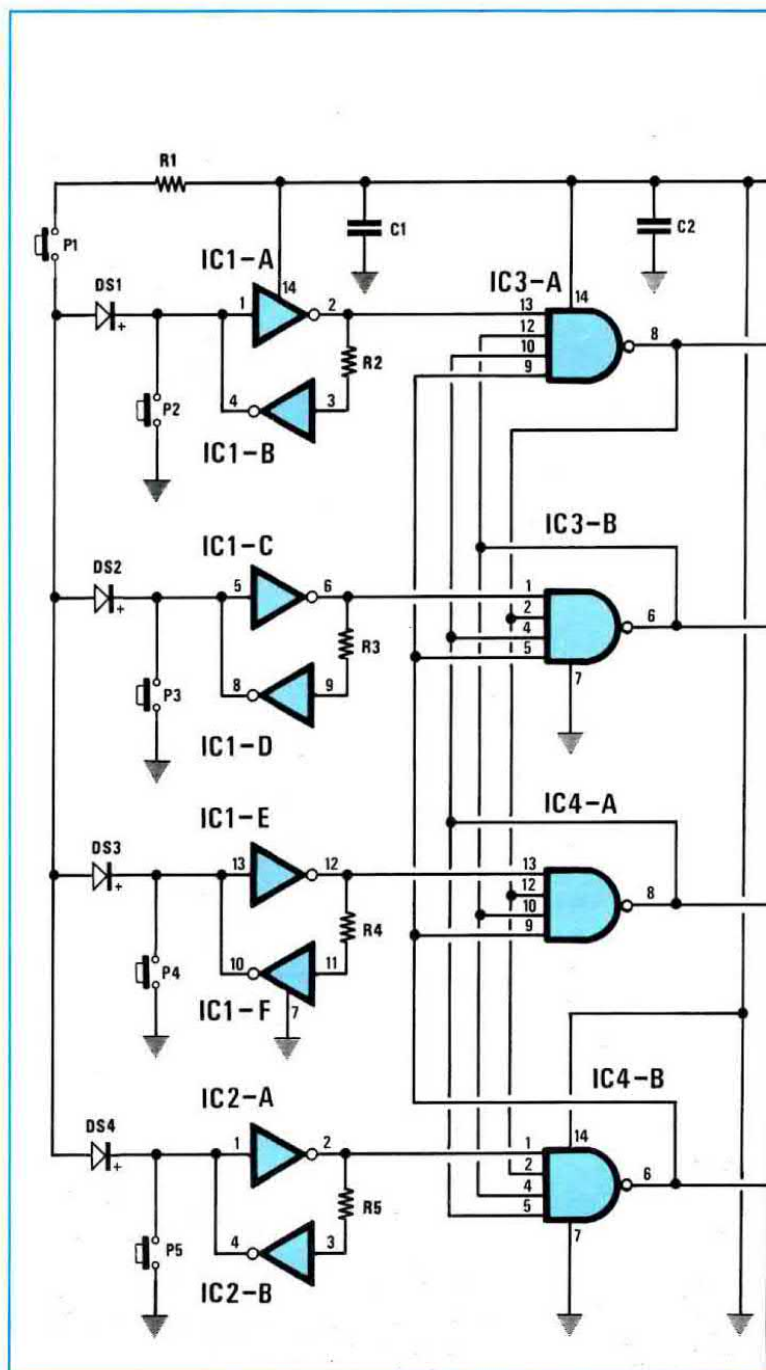 R1
P1
C1
C2
IC1-A
14
DS1
+
1
2
R2
4
3
P2
IC1-B
IC3-A
14
13
12
10
9
8
IC1-C
DS2
+
5
6
R3
8
9
P3
IC1-D
IC3-B
1
2
4
5
6
7
IC1-E
DS3
+
13
12
R4
10
11
P4
IC1-F
7
IC4-A
13
12
10
9
8
IC2-A
DS4
+
1
2
R5
4
3
P5
IC2-B
IC4-B
14
1
2
4
5
6
7